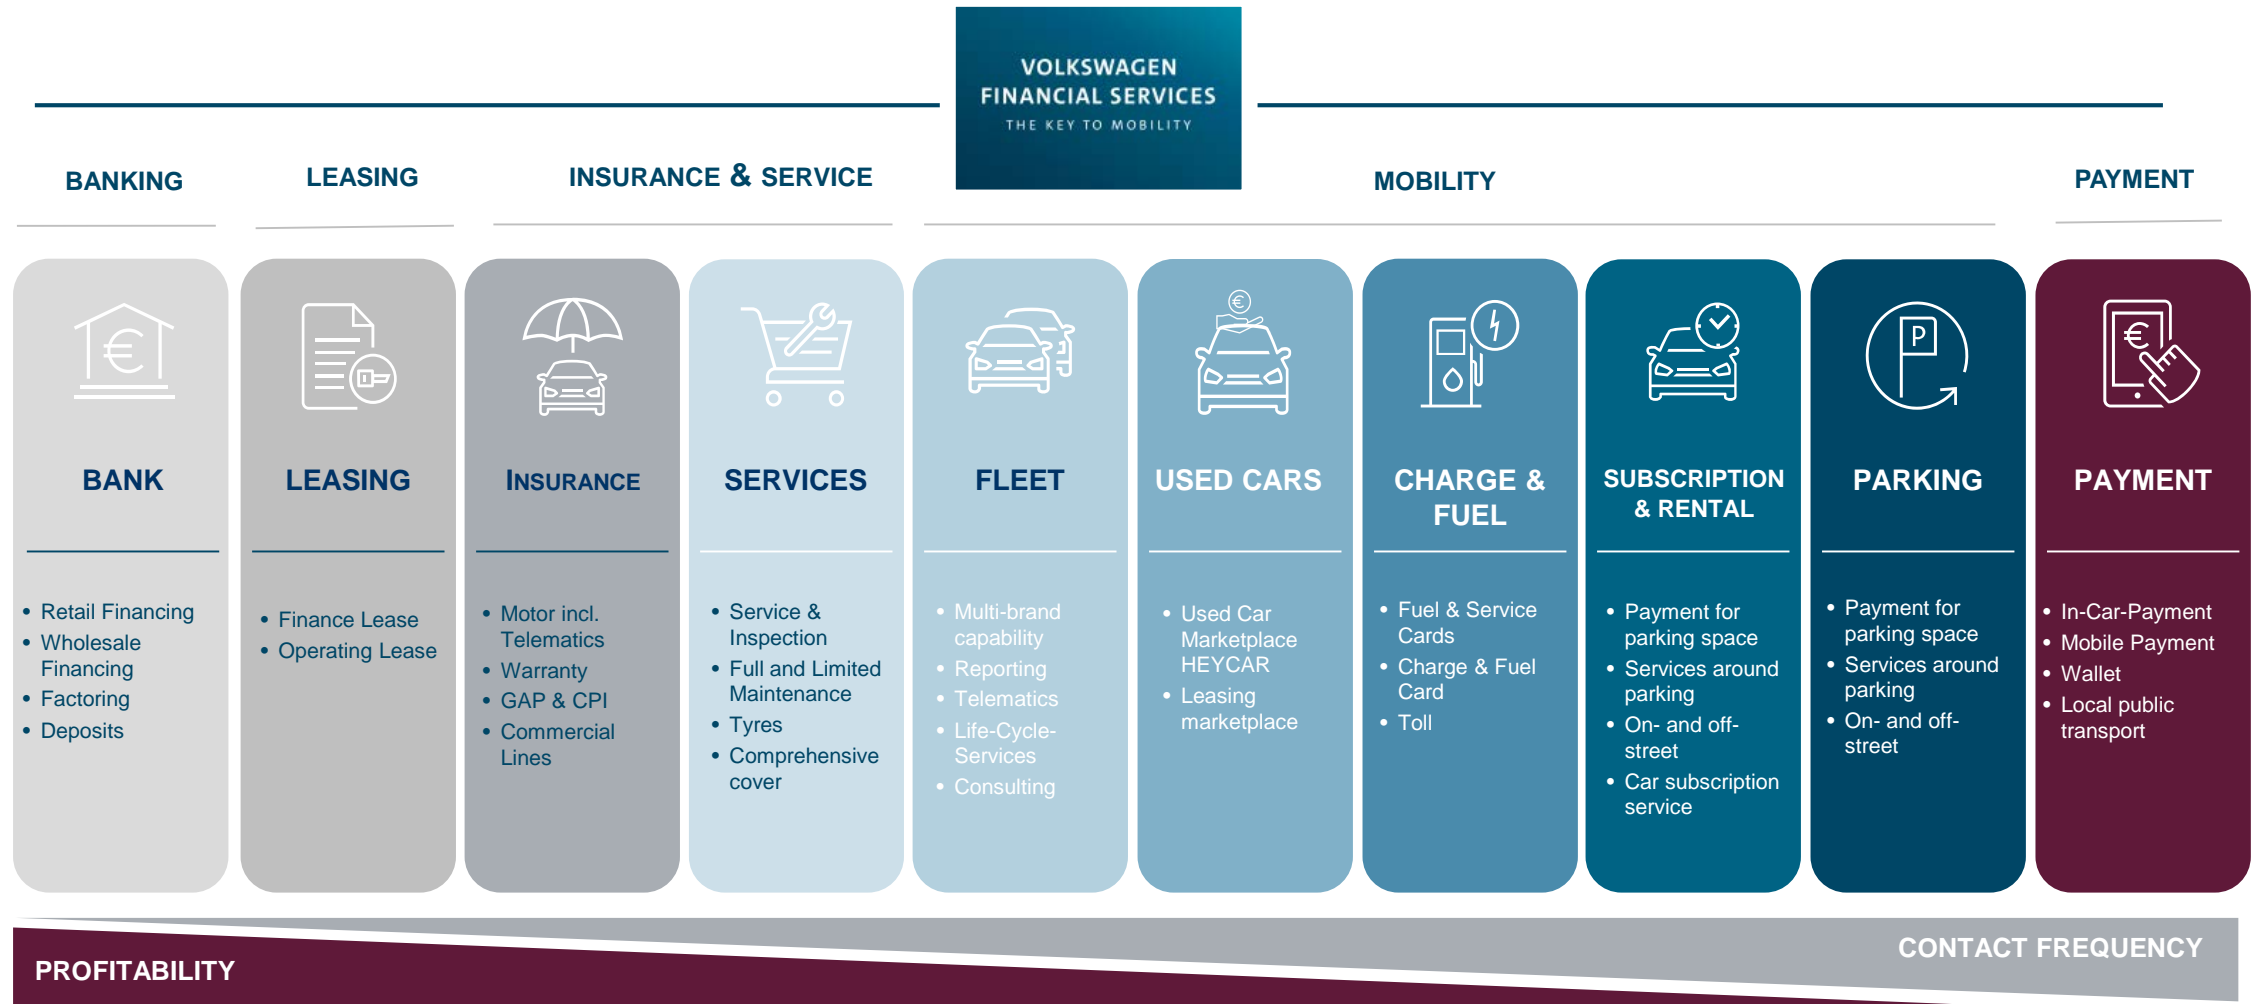 VOLKSWAGEN
FINANCIAL SERVICES
THE KEY TO MOBILITY
BANKING
LEASING
INSURANCE & SERVICE
MOBILITY
PAYMENT
BANK
• Retail Financing
• Wholesale
Financing
• Factoring
• Deposits
LEASING
• Finance Lease
• Operating Lease
INSURANCE
• Motor incl.
Telematics
• Warranty
• GAP & CPI
• Commercial
Lines
SERVICES
• Service &
Inspection
• Full and Limited
Maintenance
• Tyres
• Comprehensive
cover
FLEET
• Multi-brand
capability
• Reporting
• Telematics
• Life-Cycle-
Services
• Consulting
€
USED CARS
• Used Car
Marketplace
HEYCAR
• Leasing
marketplace
CHARGE &
FUEL
• Fuel & Service
Cards
• Charge & Fuel
Card
• Toll
SUBSCRIPTION
& RENTAL
• Payment for
parking space
• Services around
parking
• On- and off-
street
• Car subscription
service
P
PARKING
• Payment for
parking space
• Services around
parking
• On- and off-
street
€
PAYMENT
• In-Car-Payment
• Mobile Payment
• Wallet
• Local public
transport
PROFITABILITY
CONTACT FREQUENCY